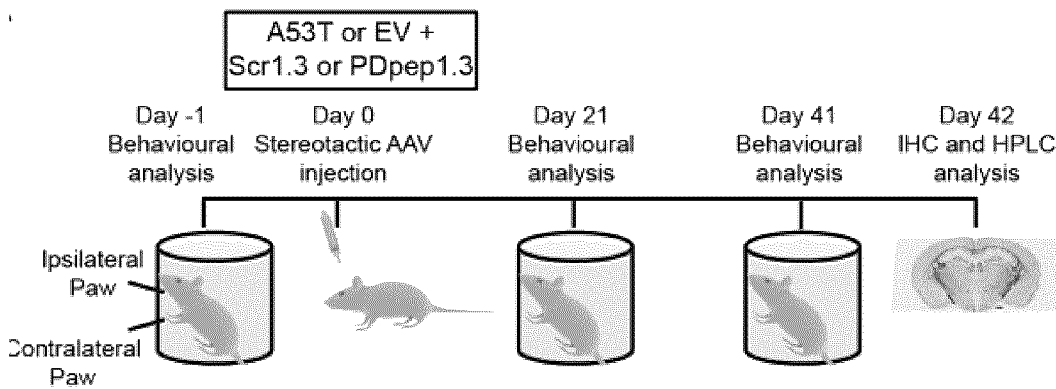 A53T or EV +
Scr1.3 or PDpep1.3
Day -1
Behavioural
analysis
Day 0
Stereotactic AAV
injection
Day 21
Behavioural
analysis
Day 41
Behavioural
analysis
Day 42
IHC and HPLC
analysis
Ipsilateral
Paw
Contralateral
Paw